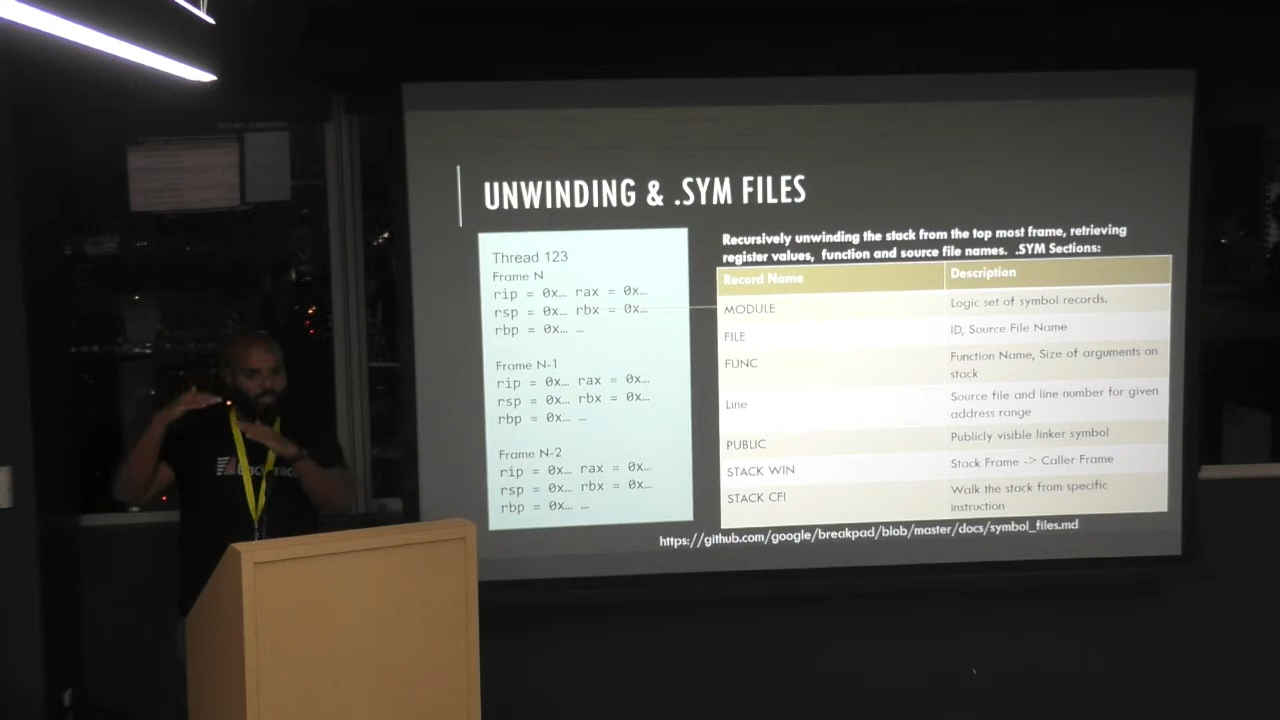 UNWINDING & .SYM FILES
Thread 123
Frame N
rip = 0x… rax = 0x…
rsp = 0x… rbx = 0x…
rbp = 0x… …
Frame N-1
rip = 0x… rax = 0x…
rsp = 0x… rbx = 0x…
rbp = 0x… …
Frame N-2
rip = 0x… rax = 0x…
rsp = 0x… rbx = 0x…
rbp = 0x… …
Recursively unwinding the stack from the top most frame, retrieving
register values, function and source file names. .SYM Sections:
Record Name Description
MODULE Logic set of symbol records.
FILE ID, Source File Name
FUNC Function Name, Size of arguments on
stack
Line Source file and line number for given
address range
PUBLIC Publicly visible linker symbol
STACK WIN Stack Frame -> Caller Frame
STACK CFI Walk the stack from specific
instruction
https://github.com/google/breakpad/blob/master/docs/symbol_files.md